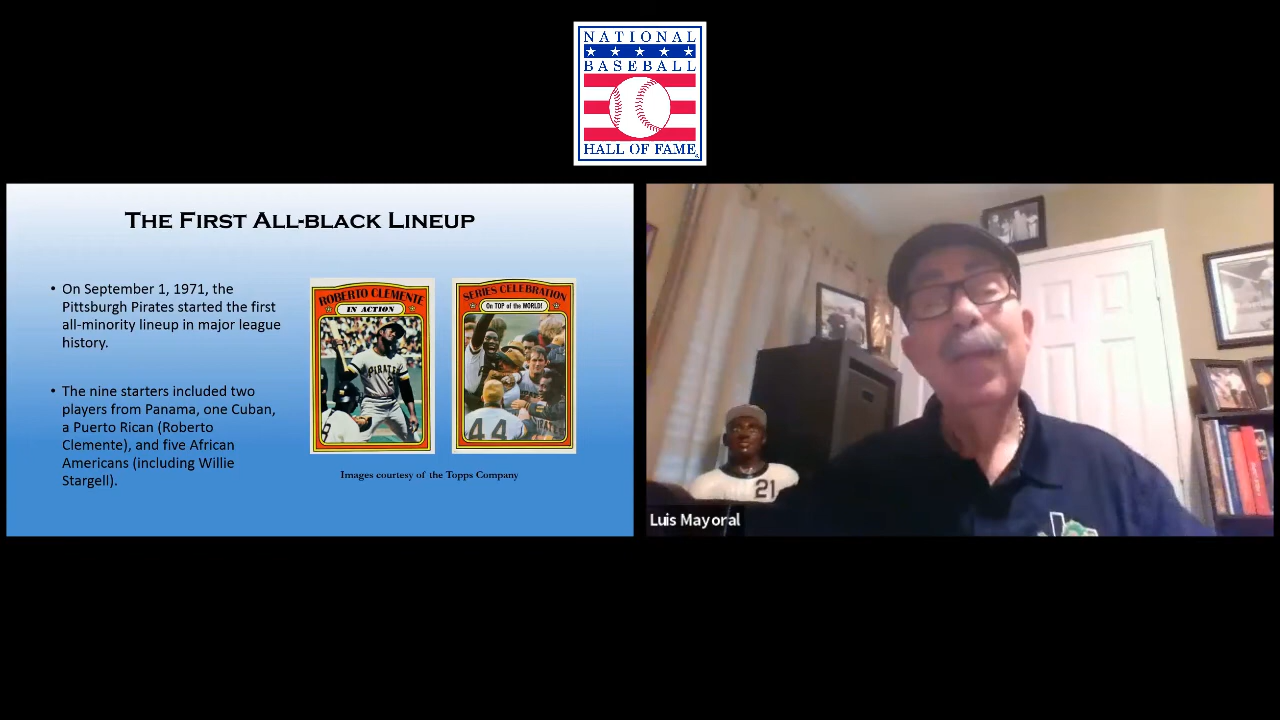 NATIONAL
BASEBALL
HALL OF FAME
THE FIRST ALL-BLACK LINEUP
• On September 1, 1971, the
Pittsburgh Pirates started the first
all-minority lineup in major league
history.
• The nine starters included two
players from Panama, one Cuban,
a Puerto Rican (Roberto
Clemente), and five African
Americans (including Willie
Stargell).
ROBERTO CLEMENTE
IN ACTION
PIRATES
SERIES CELEBRATION
On TOP of the WORLD!
44
Images courtesy of the Topps Company
21
Luis Mayoral